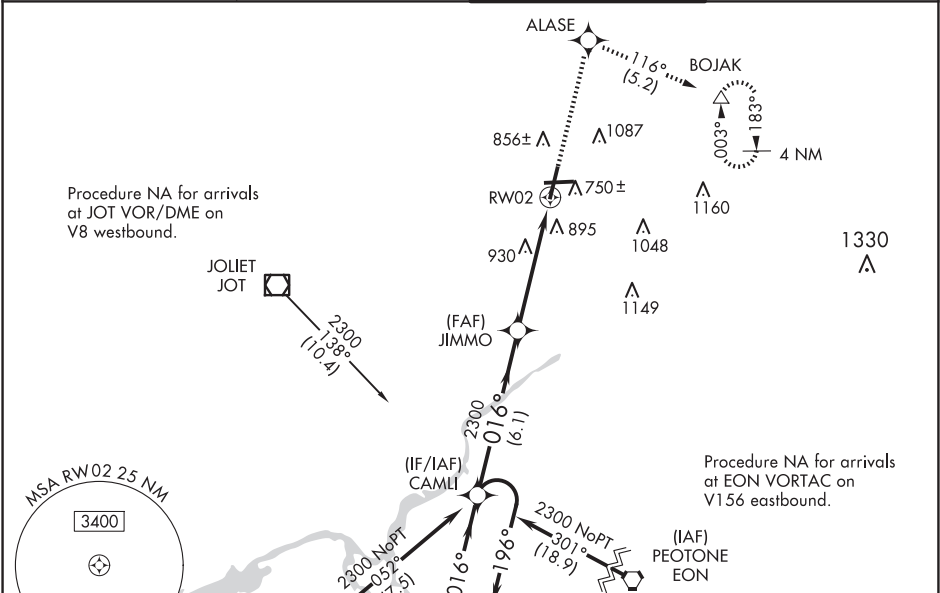 ALASE
116°
(5.2)
BOJAK
003°
183°
4 NM
856±
1087
RW02
750±
1160
895
930
1048
1330
1149
Procedure NA for arrivals
at JOT VOR/DME on
V8 westbound.
JOLIET
JOT
2300
138°
(10.4)
(FAF)
JIMMO
2300
016°
(6.1)
(IF/IAF)
CAMLI
MSA RW02 25 NM
3400
Procedure NA for arrivals
at EON VORTAC on
V156 eastbound.
2300 NoPT
301°
(18.9)
(IAF)
PEOTONE
EON
2300 NoPT
052°
7.5)
016°
196°